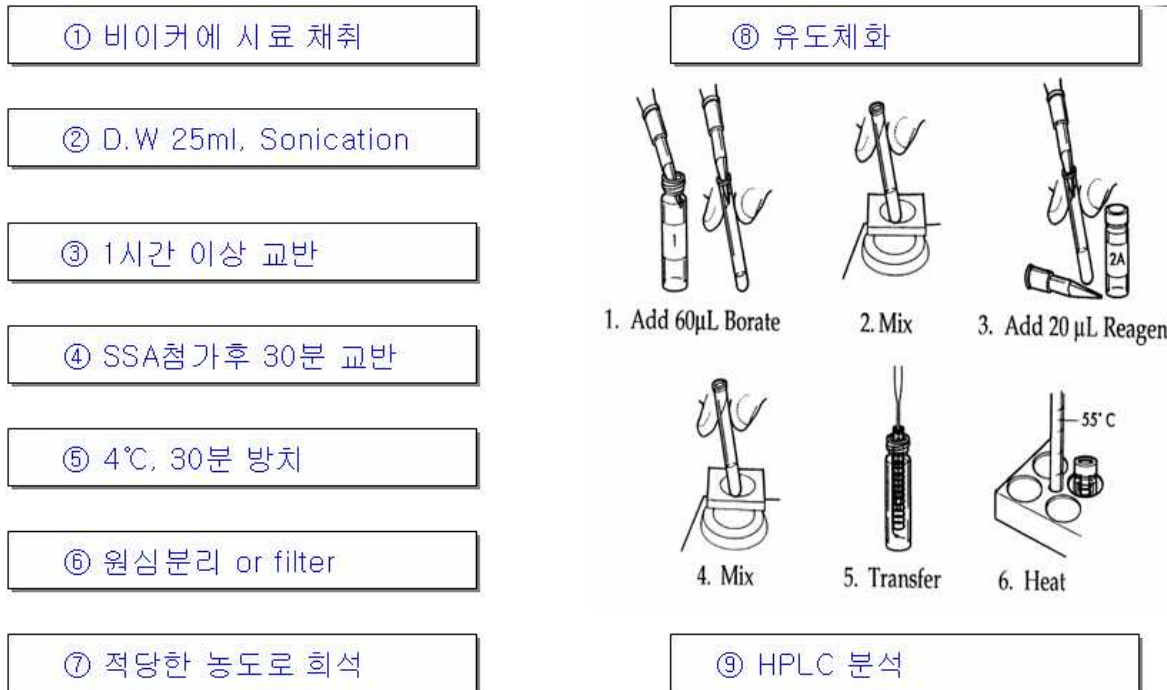 ① 비이커에 시료 채취
② D.W 25ml, Sonication
③ 1시간 이상 교반
④ SSA첨가후 30분 교반
⑤ 4℃, 30분 방치
⑥ 원심분리 or filter
⑦ 적당한 농도로 희석
⑧ 유도체화
1
2A
1. Add 60µL Borate
2. Mix
3. Add 20 µL Reagen
55° C
4. Mix
5. Transfer
6. Heat
⑨ HPLC 분석